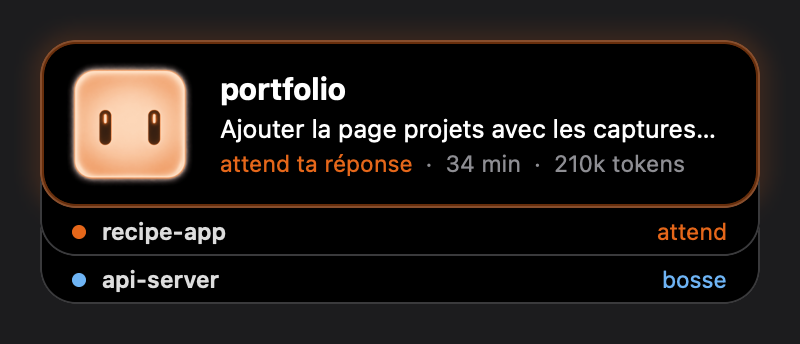 portfolio
Ajouter la page projets avec les captures...
attend ta réponse · 34 min · 210k tokens
recipe-app attend
api-server bosse